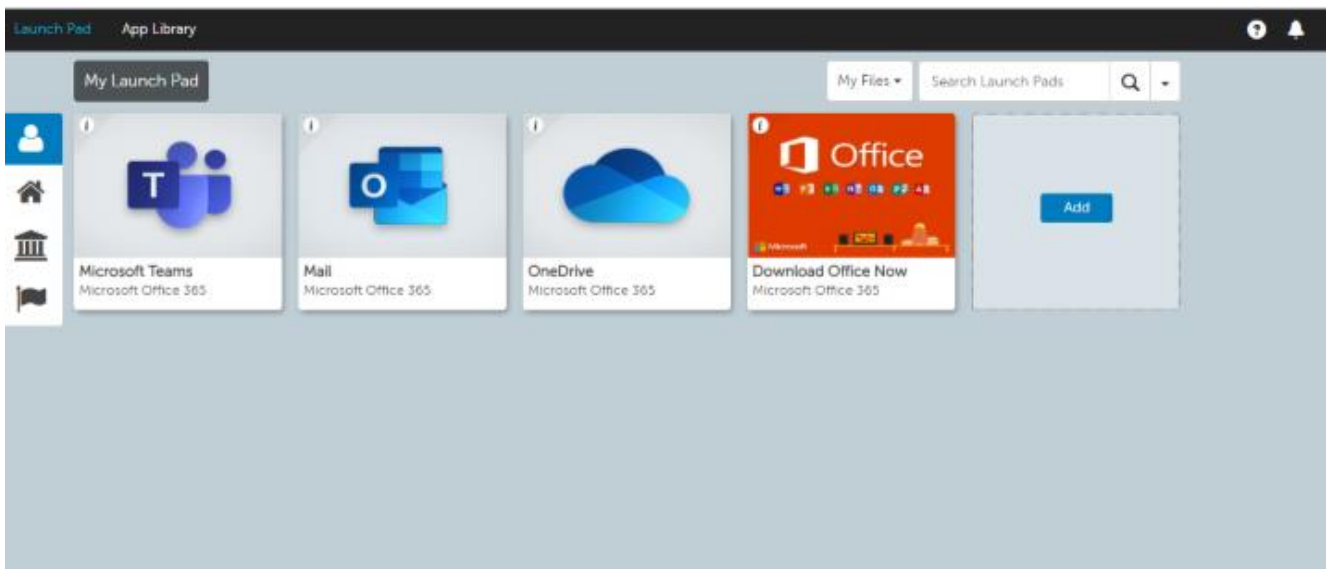 Launch Pad App Library
My Launch Pad
My Files
Search Launch Pads
T
O
Office
Microsoft
Add
Microsoft Teams
Microsoft Office 365
Mail
Microsoft Office 365
OneDrive
Microsoft Office 365
Download Office Now
Microsoft Office 365